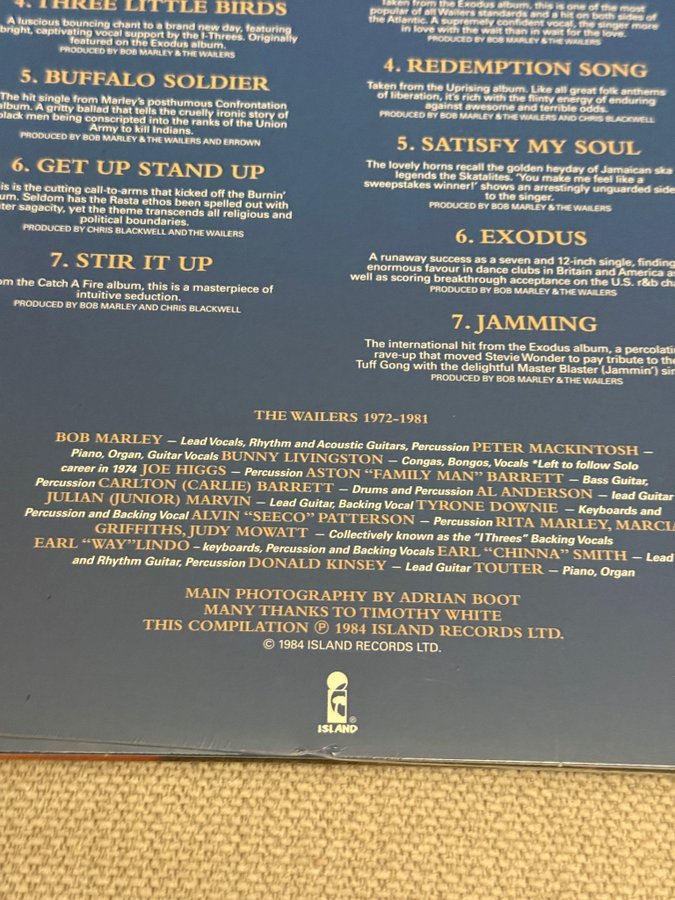 4. THREE LITTLE BIRDS
A luscious bouncing chant to a brand new day, featuring
bright, captivating vocal support by the I-Threes. Originally
featured on the Exodus album.
PRODUCED BY BOB MARLEY & THE WAILERS
5. BUFFALO SOLDIER
The hit single from Marley's posthumous Confrontation
album. A gritty ballad that tells the cruelly ironic story of
black men being conscripted into the ranks of the Union
Army to kill Indians.
PRODUCED BY BOB MARLEY & THE WAILERS AND ERROWN
6. GET UP STAND UP
is is the cutting call-to-arms that kicked off the Burnin'
um. Seldom has the Rasta ethos been spelled out with
ter sagacity, yet the theme transcends all religious and
political boundaries.
PRODUCED BY CHRIS BLACKWELL AND THE WAILERS
7. STIR IT UP
om the Catch A Fire album, this is a masterpiece of
intuitive seduction.
PRODUCED BY BOB MARLEY AND CHRIS BLACKWELL
Taken from the Exodus album, this is one of the most
popular of all Wailers standards and a hit on both sides of
the Atlantic. A supremely confident vocal, the singer more
in love with the wait than in wait for the love.
PRODUCED BY BOB MARLEY & THE WAILERS
4. REDEMPTION SONG
Taken from the Uprising album. Like all great folk anthems
of liberation, it's rich with the flinty energy of enduring
against awesome and terrible odds.
PRODUCED BY BOB MARLEY & THE WAILERS AND CHRIS BLACKWELL
5. SATISFY MY SOUL
The lovely horns recall the golden heyday of Jamaican ska
legends the Skatalites. 'You make me feel like a
sweepstakes winner!' shows an arrestingly unguarded side
to the singer.
PRODUCED BY BOB MARLEY & THE WAILERS
6. EXODUS
A runaway success as a seven and 12-inch single, finding
enormous favour in dance clubs in Britain and America as
well as scoring breakthrough acceptance on the U.S. r&b cha
PRODUCED BY BOB MARLEY & THE WAILERS
7. JAMMING
The international hit from the Exodus album, a percolatin
rave-up that moved Stevie Wonder to pay tribute to the
Tuff Gong with the delightful Master Blaster (Jammin') sin
PRODUCED BY BOB MARLEY & THE WAILERS
THE WAILERS 1972-1981
BOB MARLEY – Lead Vocals, Rhythm and Acoustic Guitars, Percussion PETER MACKINTOSH –
Piano, Organ, Guitar Vocals BUNNY LIVINGSTON – Congas, Bongos, Vocals *Left to follow Solo
career in 1974 JOE HIGGS – Percussion ASTON "FAMILY MAN" BARRETT – Bass Guitar,
Percussion CARLTON (CARLIE) BARRETT – Drums and Percussion AL ANDERSON – lead Guitar
JULIAN (JUNIOR) MARVIN – Lead Guitar, Backing Vocal TYRONE DOWNIE – Keyboards and
Percussion and Backing Vocal ALVIN "SEECO" PATTERSON – Percussion RITA MARLEY, MARCIA
GRIFFITHS, JUDY MOWATT – Collectively known as the "IThrees" Backing Vocals
EARL "WAY" LINDO – keyboards, Percussion and Backing Vocals EARL "CHINNA" SMITH – Lead
and Rhythm Guitar, Percussion DONALD KINSEY – Lead Guitar TOUTER – Piano, Organ
MAIN PHOTOGRAPHY BY ADRIAN BOOT
MANY THANKS TO TIMOTHY WHITE
THIS COMPILATION ℗ 1984 ISLAND RECORDS LTD.
© 1984 ISLAND RECORDS LTD.
ISLAND®